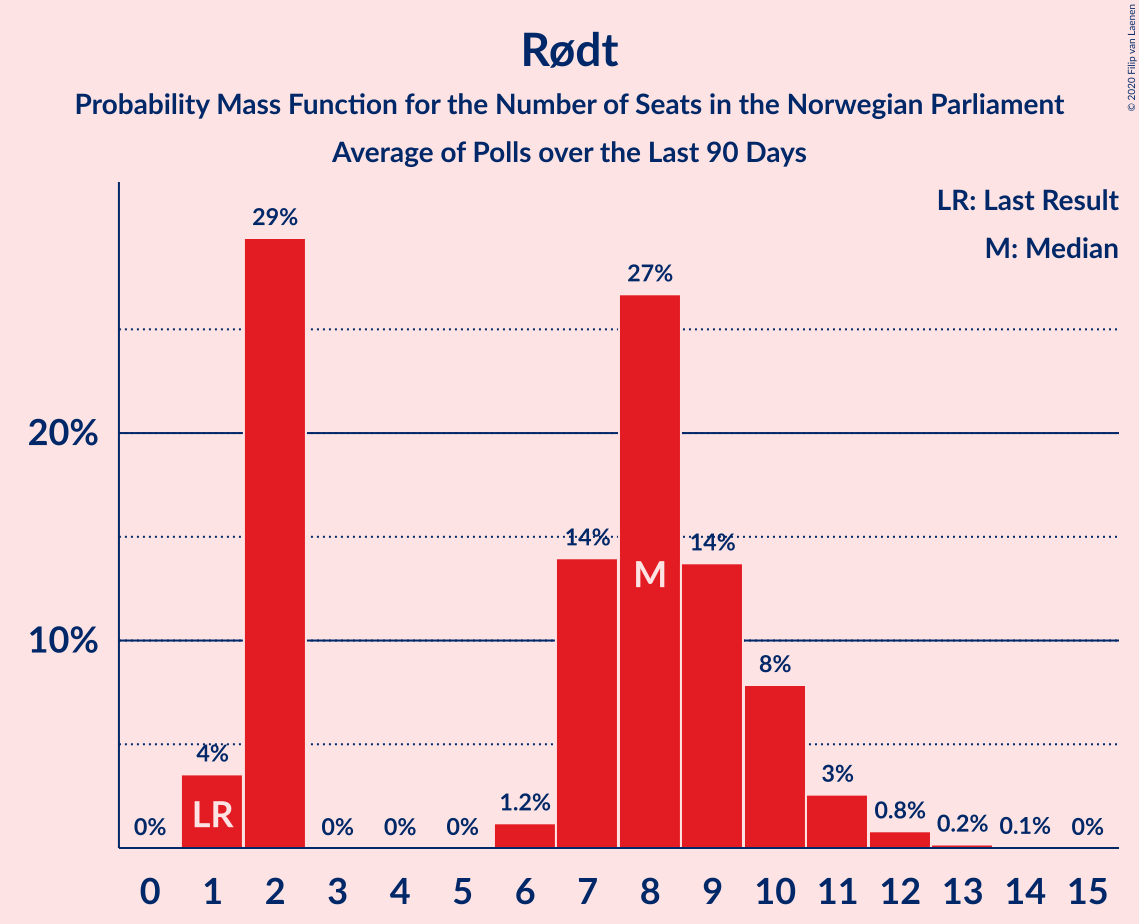 Rødt
Probability Mass Function for the Number of Seats in the Norwegian Parliament
Average of Polls over the Last 90 Days
© 2020 Filip van Laenen
LR: Last Result
M: Median
20%
10%
0%
4%
29%
0%
0%
0%
1.2%
14%
27%
14%
8%
3%
0.8%
0.2%
0.1%
0%
LR
M
0 1 2 3 4 5 6 7 8 9 10 11 12 13 14 15